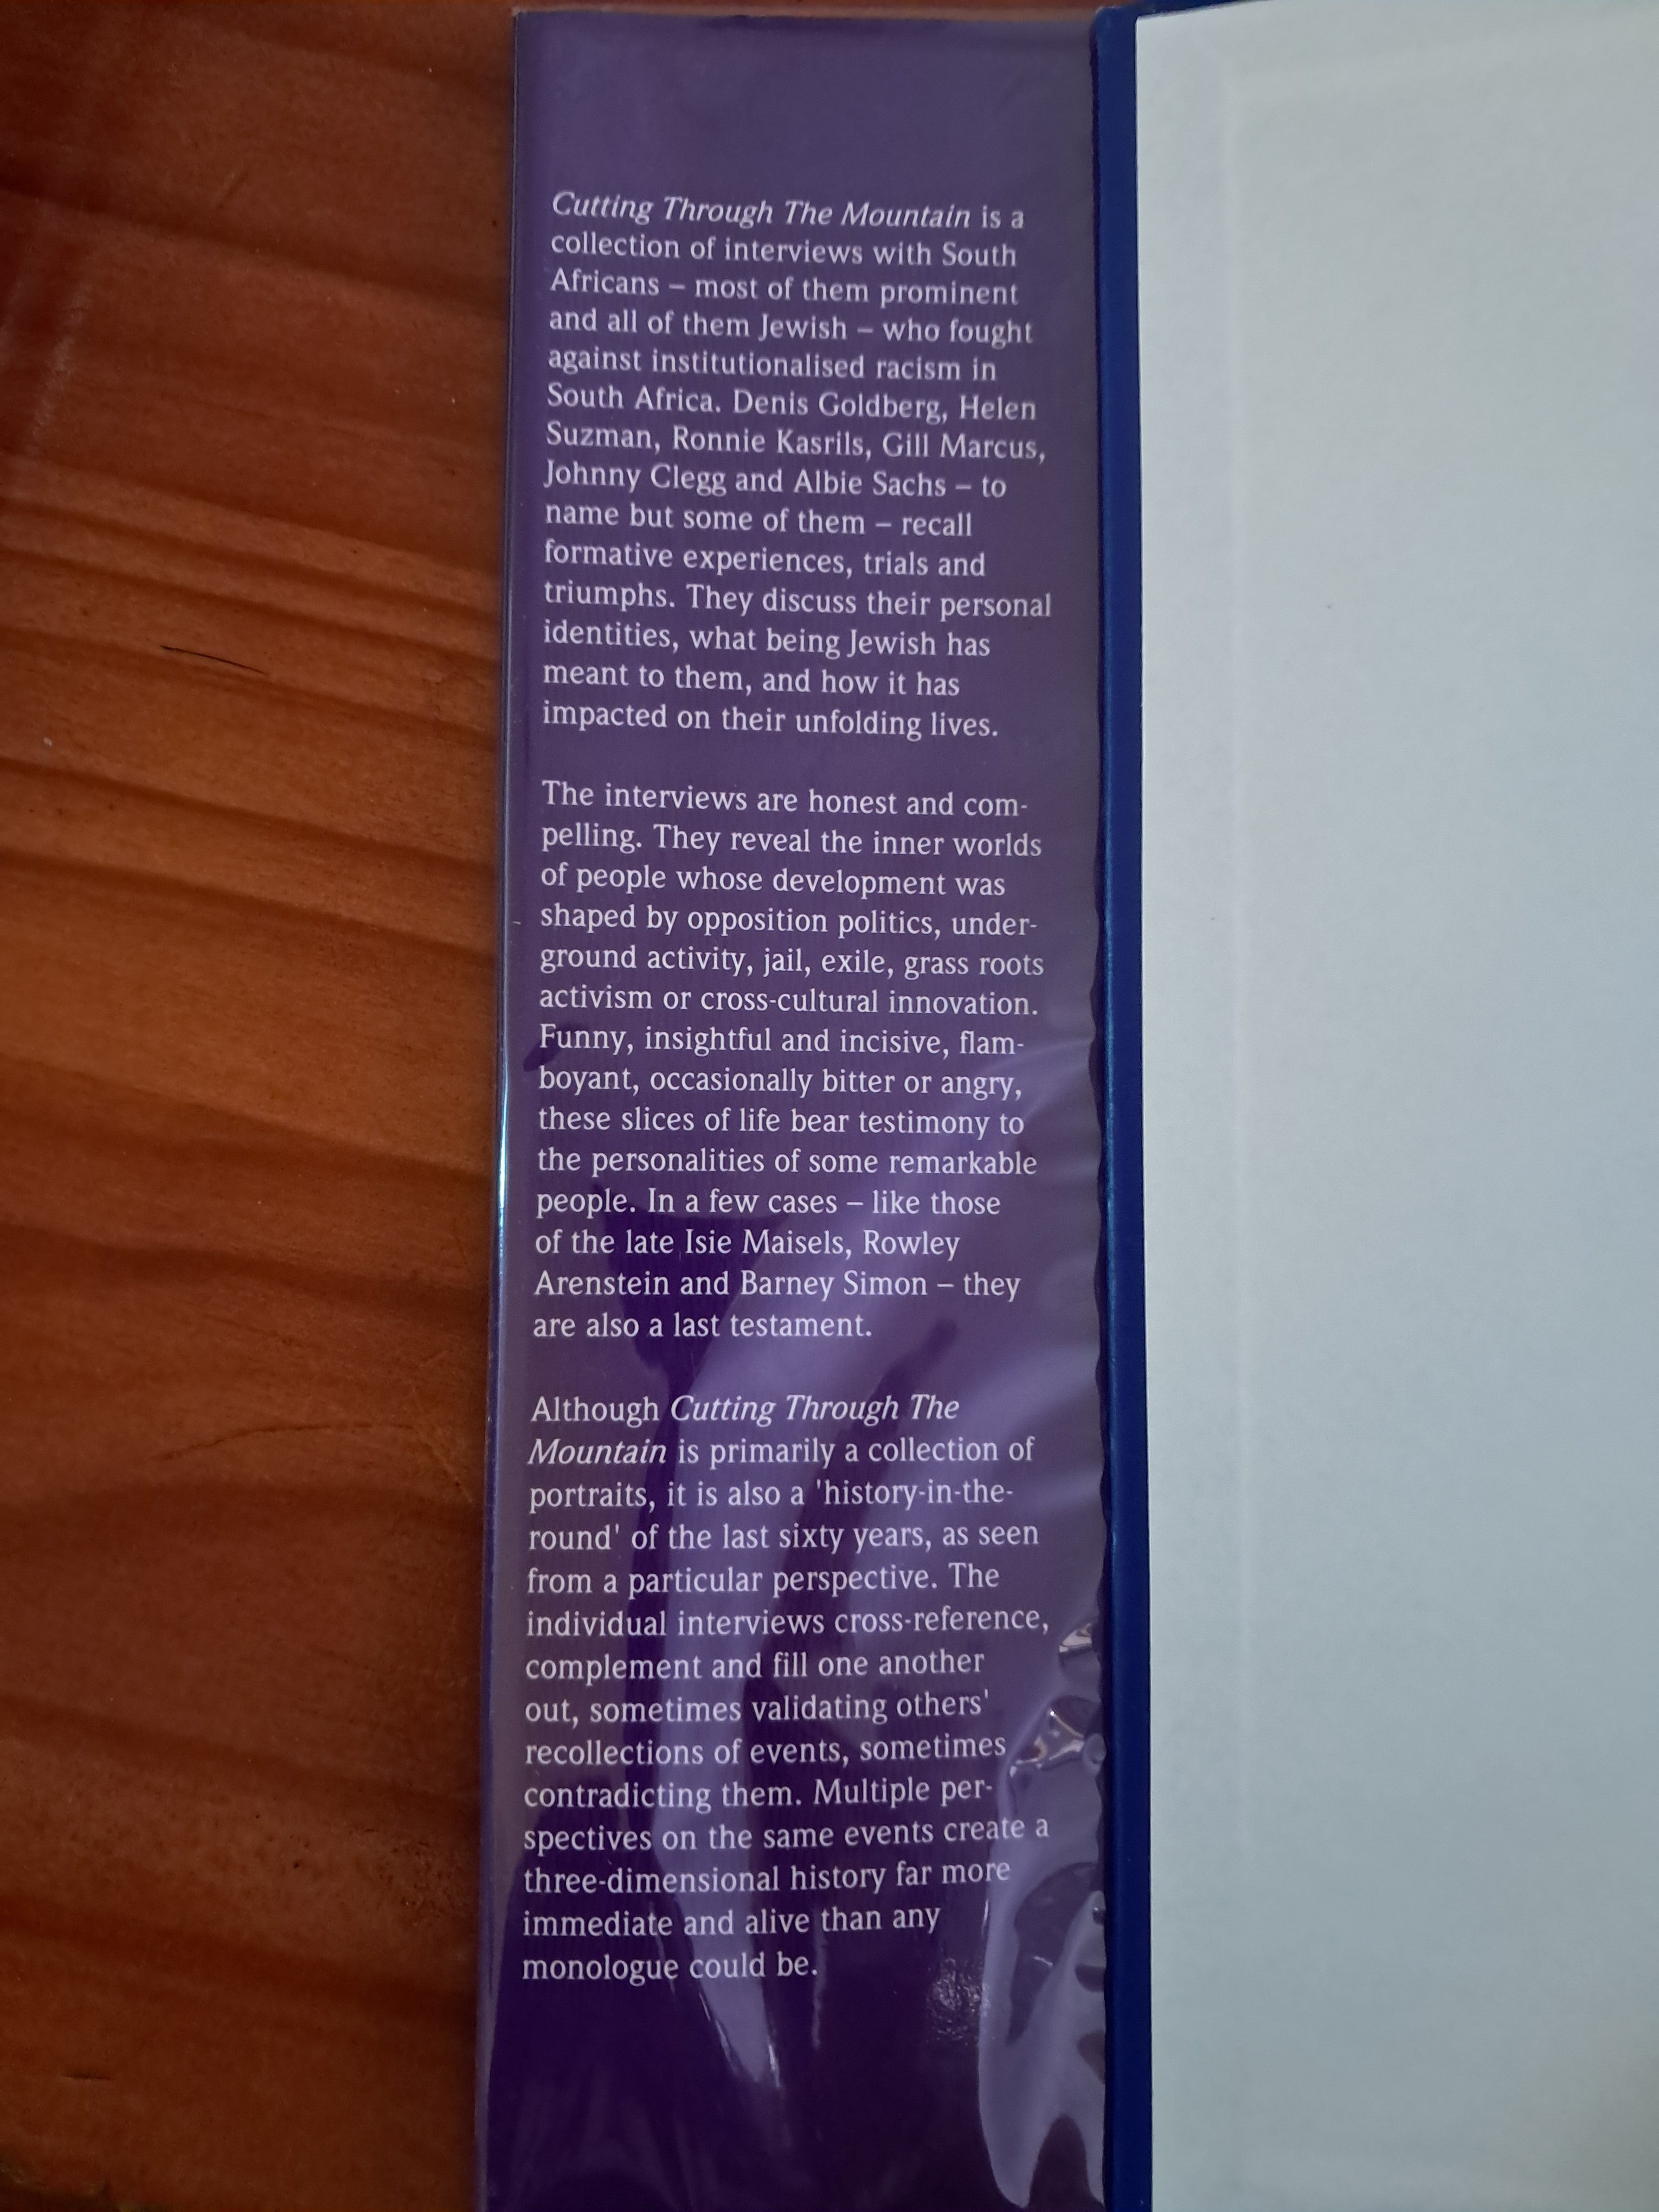 Cutting Through The Mountain is a
collection of interviews with South
Africans – most of them prominent
and all of them Jewish – who fought
against institutionalised racism in
South Africa. Denis Goldberg, Helen
Suzman, Ronnie Kasrils, Gill Marcus,
Johnny Clegg and Albie Sachs – to
name but some of them – recall
formative experiences, trials and
triumphs. They discuss their personal
identities, what being Jewish has
meant to them, and how it has
impacted on their unfolding lives.
The interviews are honest and com-
pelling. They reveal the inner worlds
of people whose development was
shaped by opposition politics, under-
ground activity, jail, exile, grass roots
activism or cross-cultural innovation.
Funny, insightful and incisive, flam-
boyant, occasionally bitter or angry,
these slices of life bear testimony to
the personalities of some remarkable
people. In a few cases – like those
of the late Isie Maisels, Rowley
Arenstein and Barney Simon – they
are also a last testament.
Although Cutting Through The
Mountain is primarily a collection of
portraits, it is also a 'history-in-the-
round' of the last sixty years, as seen
from a particular perspective. The
individual interviews cross-reference,
complement and fill one another
out, sometimes validating others'
recollections of events, sometimes
contradicting them. Multiple per-
spectives on the same events create a
three-dimensional history far more
immediate and alive than any
monologue could be.